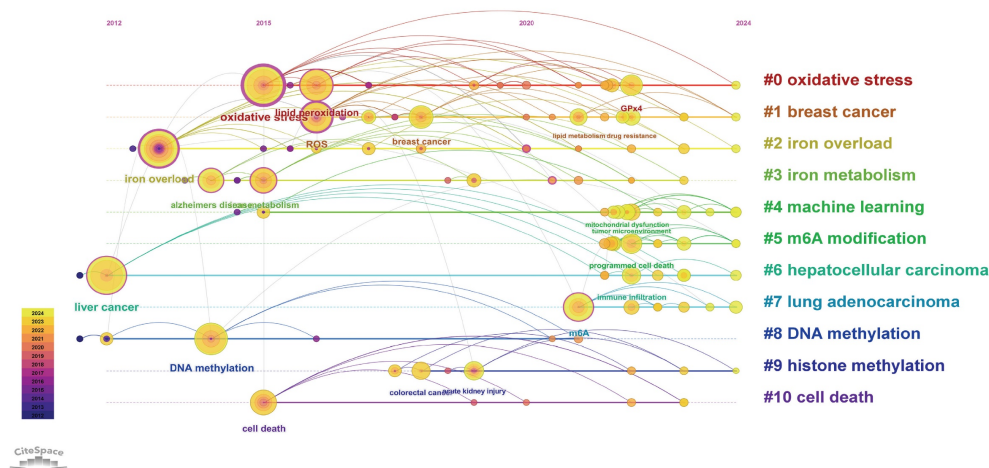 2012 2015 2020 2024
#0 oxidative stress
GPx4
oxidative stress lipid peroxidation
#1 breast cancer
lipid metabolism drug resistance
breast cancer
ROS
#2 iron overload
iron overload
#3 iron metabolism
alzheimers disease metabolism
#4 machine learning
mitochondrial dysfunction
tumor microenvironment
#5 m6A modification
programmed cell death
#6 hepatocellular carcinoma
immune infiltration
liver cancer
#7 lung adenocarcinoma
m6A
#8 DNA methylation
DNA methylation
#9 histone methylation
colorectal cancer acute kidney injury
#10 cell death
cell death
2024
2023
2022
2021
2020
2019
2018
2017
2016
2015
2014
2013
2012
CiteSpace